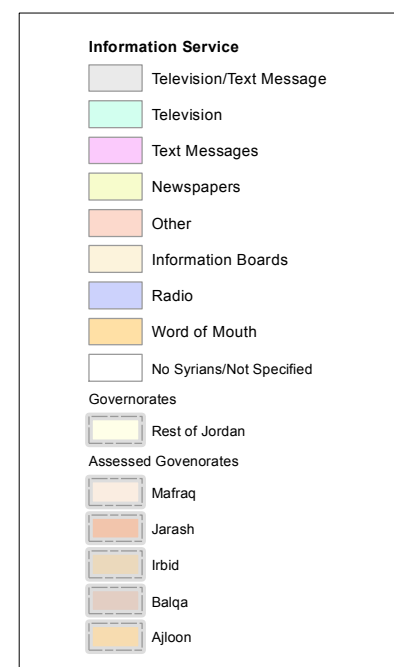 Information Service
Television/Text Message
Television
Text Messages
Newspapers
Other
Information Boards
Radio
Word of Mouth
No Syrians/Not Specified
Governorates
Rest of Jordan
Assessed Govenorates
Mafraq
Jarash
Irbid
Balqa
Ajloon